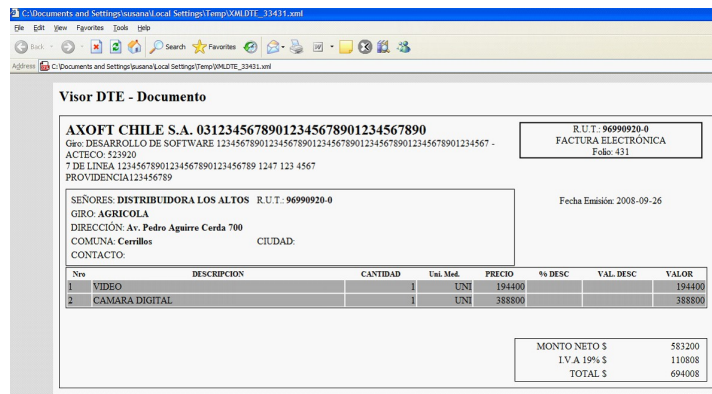 C:\Documents and Settings\susana\Local Settings\Temp\XMLDTE_33431.xml
File Edit View Favorites Tools Help
Back Search Favorites
Address C:\Documents and Settings\susana\Local Settings\Temp\XMLDTE_33431.xml
Visor DTE - Documento
AXOFT CHILE S.A. 03123456789012345678901234567890
Giro: DESARROLLO DE SOFTWARE 123456789012345678901234567890123456789012345678901234567 -
ACTECO: 523920
7 DE LINEA 123456789012345678901234567​89 1247 123 4567
PROVIDENCIA123456789
R.U.T.: 96990920-0
FACTURA ELECTRÓNICA
Folio: 431
SEÑORES: DISTRIBUIDORA LOS ALTOS R.U.T.: 96990920-0
GIRO: AGRICOLA
DIRECCIÓN: Av. Pedro Aguirre Cerda 700
COMUNA: Cerrillos CIUDAD:
CONTACTO:
Fecha Emisión: 2008-09-26
Nro DESCRIPCION CANTIDAD Uni. Med. PRECIO % DESC VAL. DESC VALOR
1 VIDEO 1 UNI 194400 194400
2 CAMARA DIGITAL 1 UNI 388800 388800
MONTO NETO $ 583200
I.V.A 19% $ 110808
TOTAL $ 694008